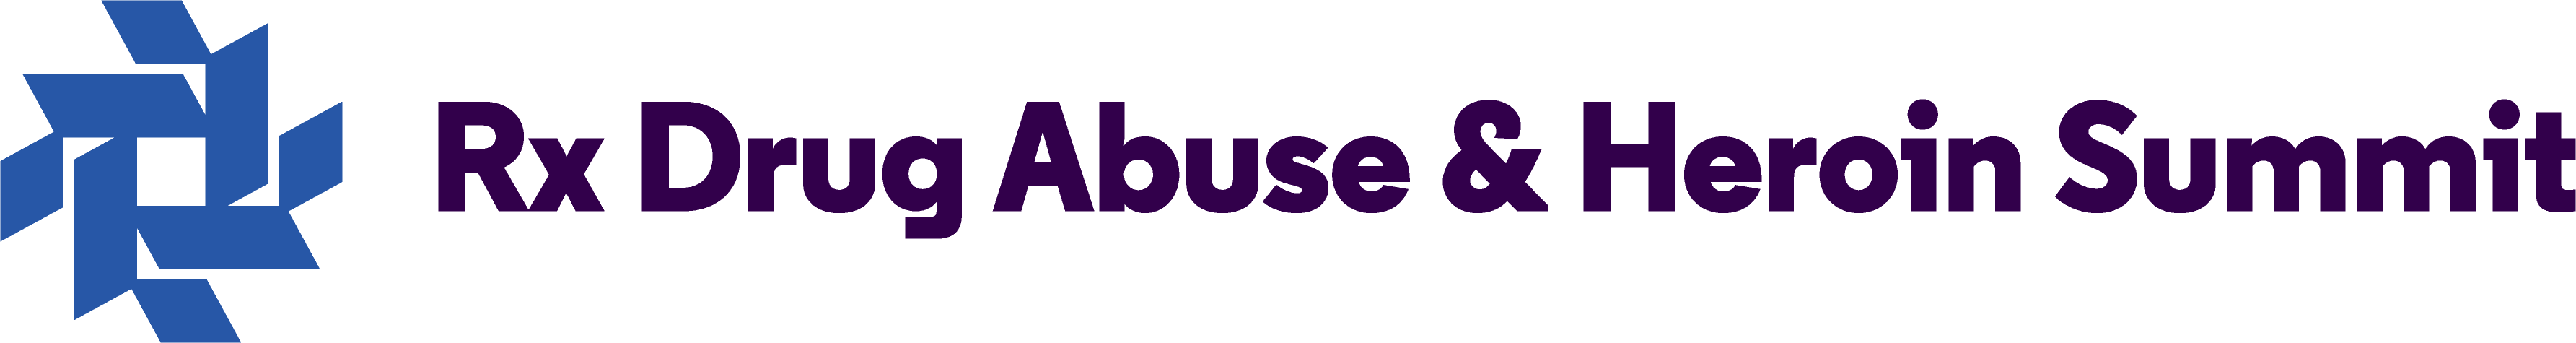 Rx Drug Abuse & Heroin Summit